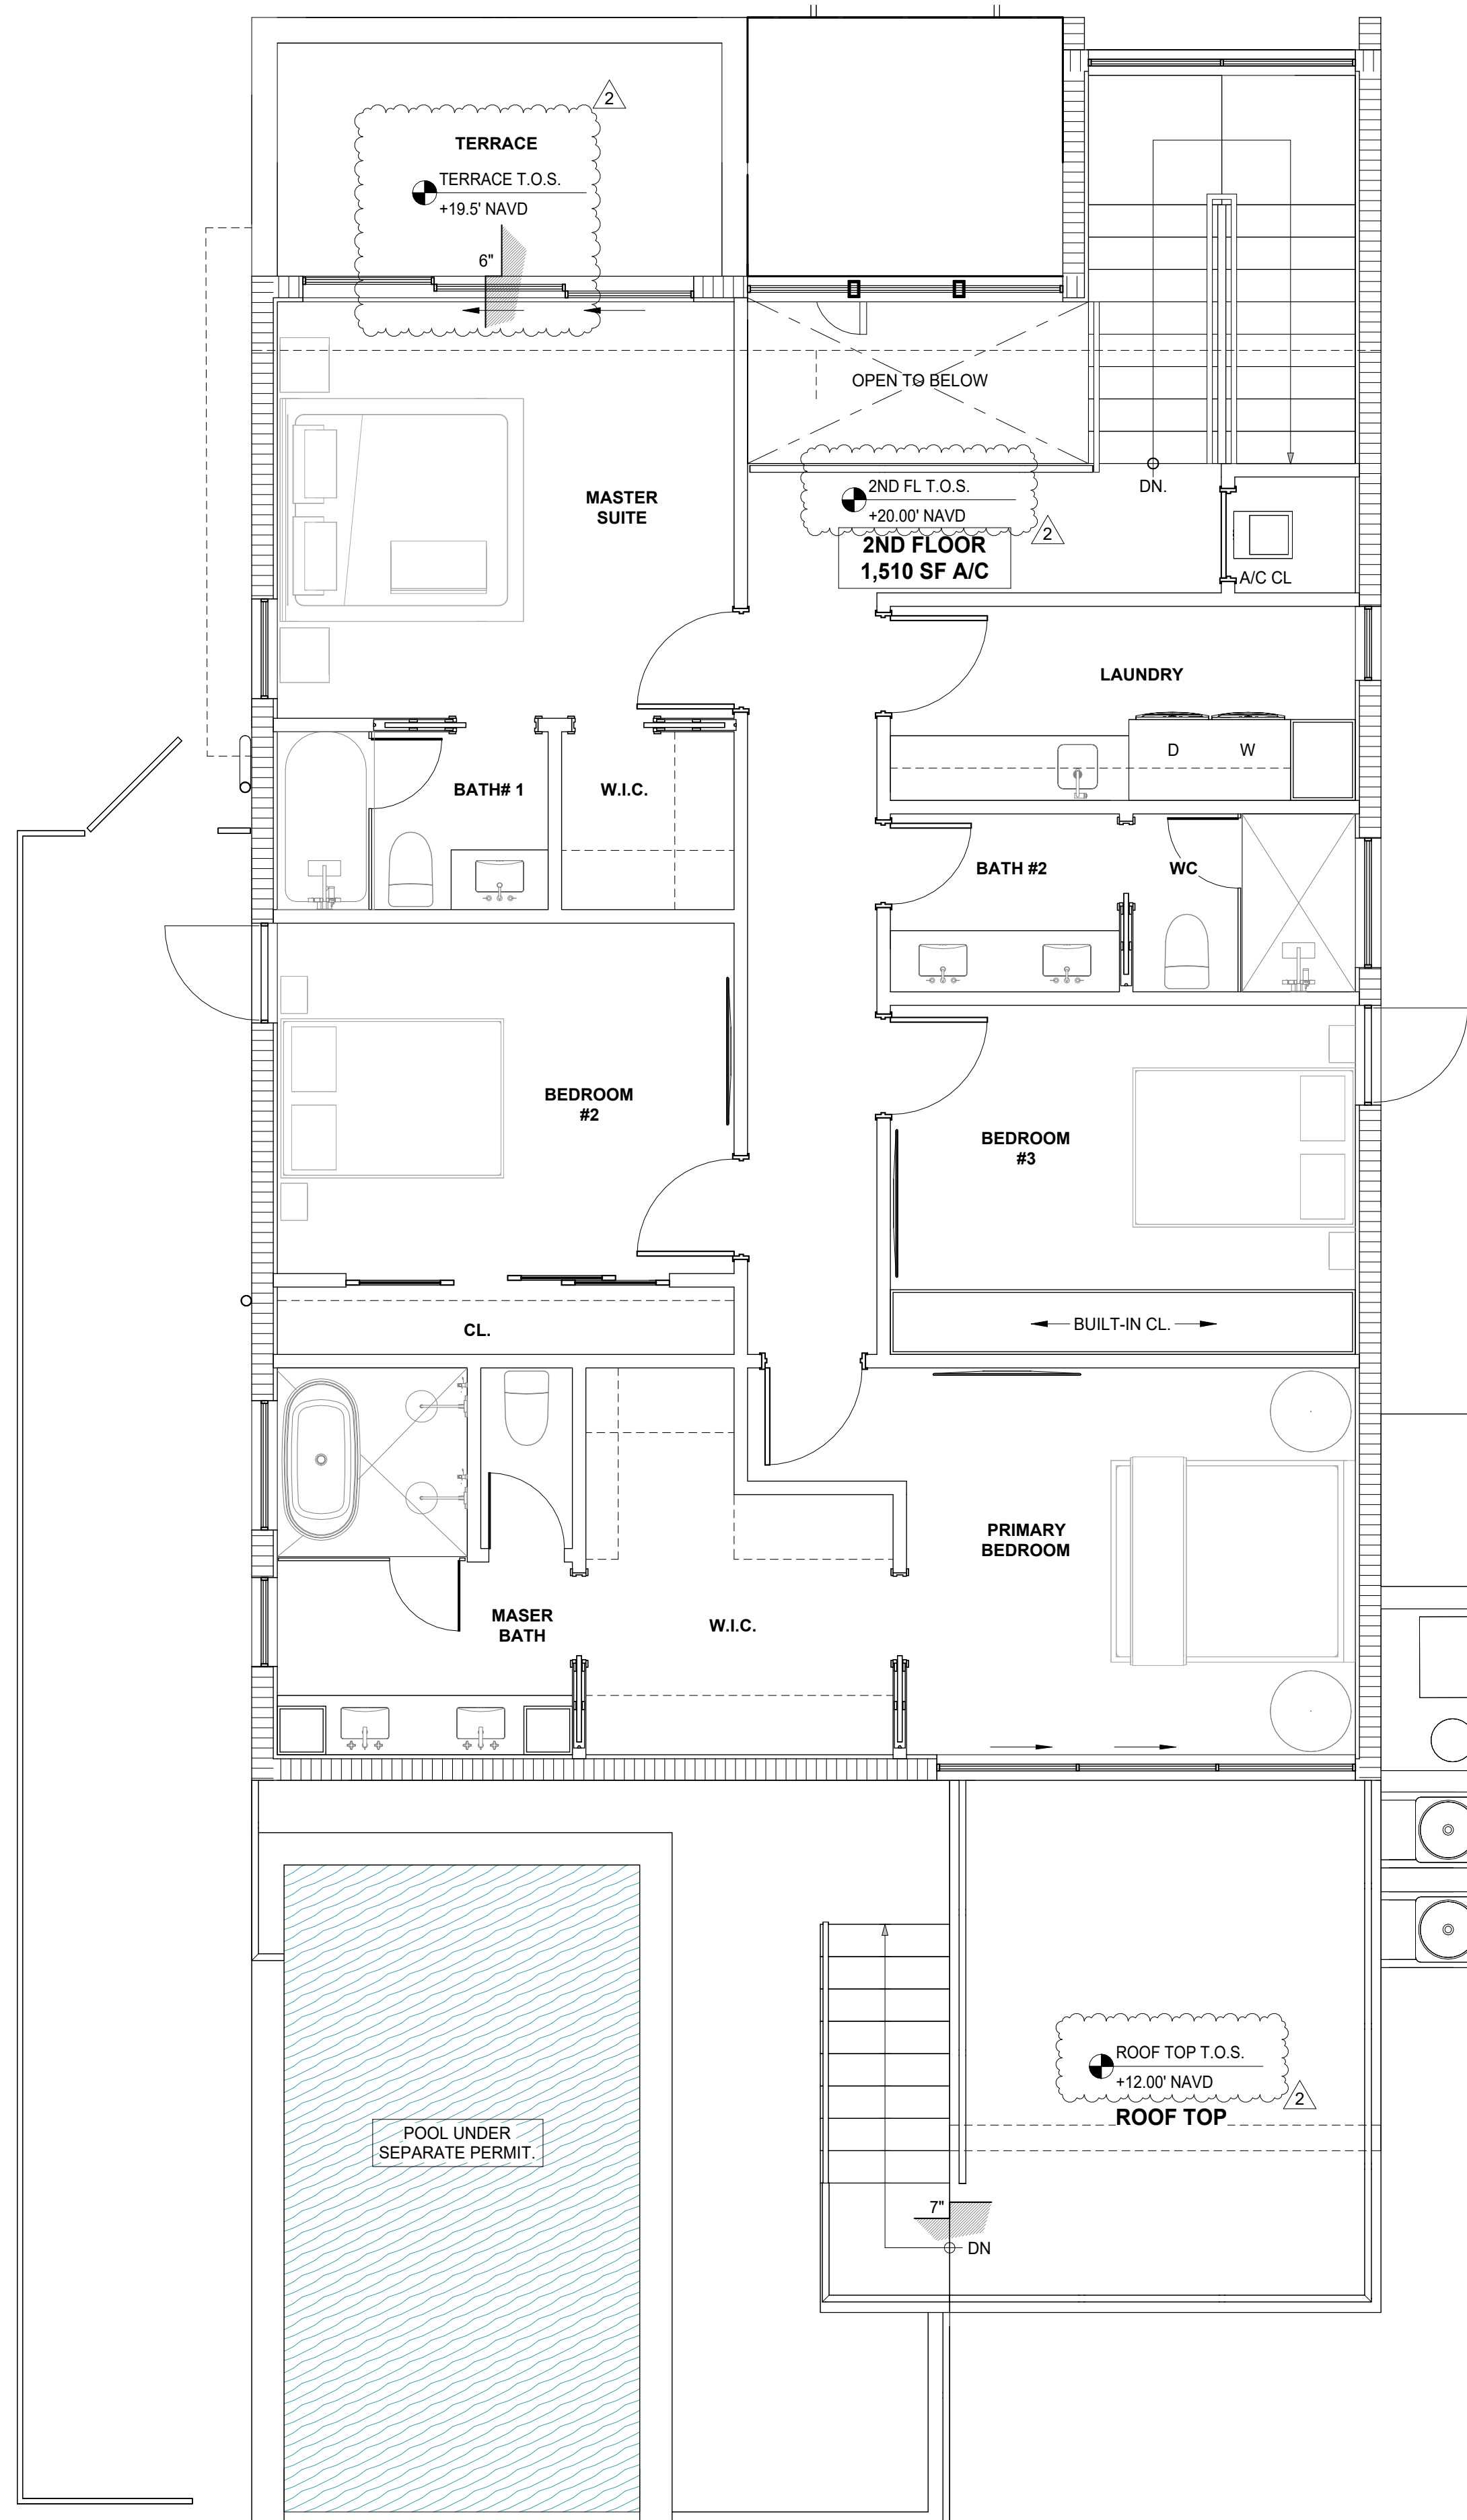 2
TERRACE
TERRACE T.O.S.
+19.5' NAVD
6"
OPEN TO BELOW
MASTER
SUITE
2ND FL T.O.S.
+20.00' NAVD
2
2ND FLOOR
1,510 SF A/C
DN.
A/C CL
LAUNDRY
D
W
BATH# 1
W.I.C.
BATH #2
WC
BEDROOM
#2
BEDROOM
#3
BUILT-IN CL.
CL.
PRIMARY
BEDROOM
MASER
BATH
W.I.C.
ROOF TOP T.O.S.
+12.00' NAVD
2
ROOF TOP
POOL UNDER
SEPARATE PERMIT.
7"
DN